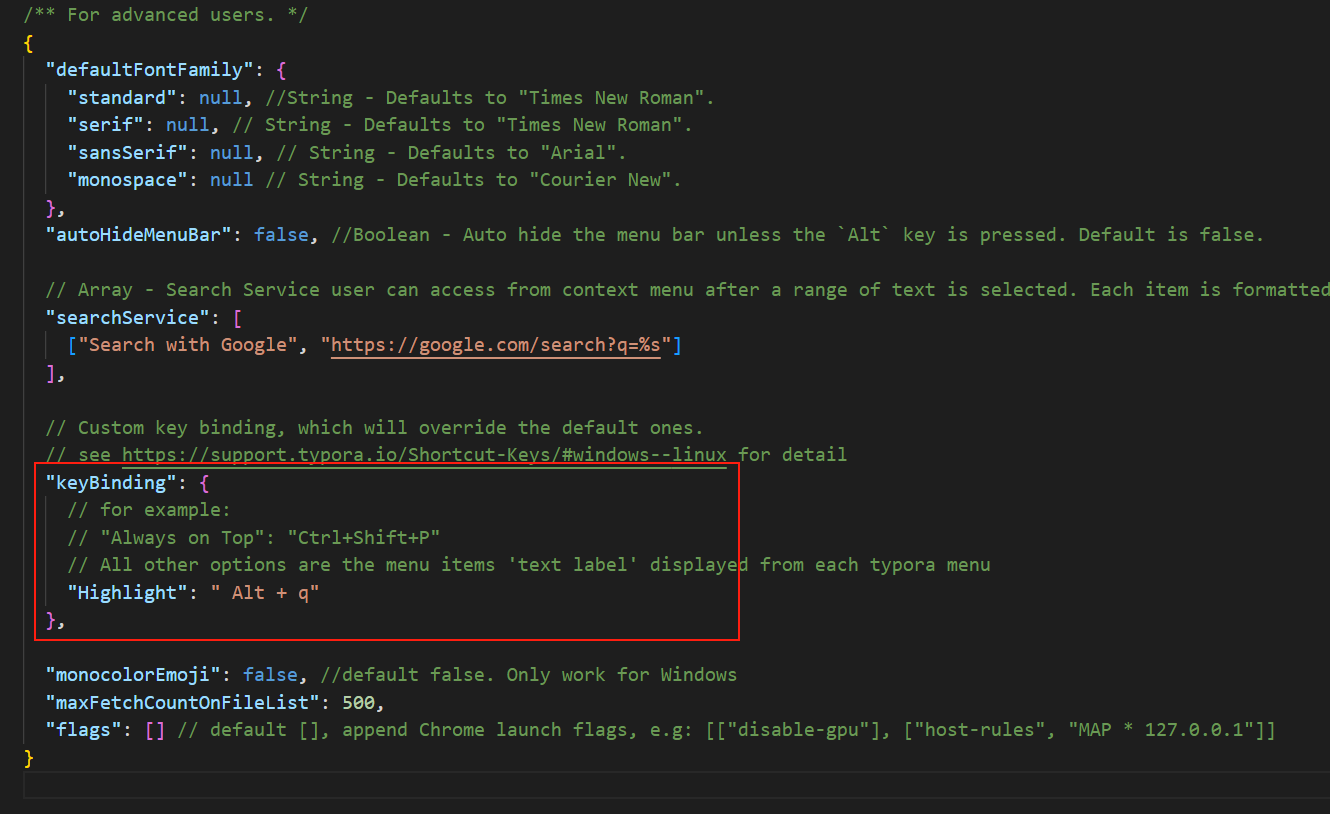 /** For advanced users. */
{
  "defaultFontFamily": {
    "standard": null, //String - Defaults to "Times New Roman".
    "serif": null, // String - Defaults to "Times New Roman".
    "sansSerif": null, // String - Defaults to "Arial".
    "monospace": null // String - Defaults to "Courier New".
  },
  "autoHideMenuBar": false, //Boolean - Auto hide the menu bar unless the `Alt` key is pressed. Default is false.
  // Array - Search Service user can access from context menu after a range of text is selected. Each item is formatted
  "searchService": [
    ["Search with Google", "https://google.com/search?q=%s"]
  ],
  // Custom key binding, which will override the default ones.
  // see https://support.typora.io/Shortcut-Keys/#windows--linux for detail
  "keyBinding": {
    // for example:
    // "Always on Top": "Ctrl+Shift+P"
    // All other options are the menu items 'text label' displayed from each typora menu
    "Highlight": " Alt + q"
  },
  "monocolorEmoji": false, //default false. Only work for Windows
  "maxFetchCountOnFileList": 500,
  "flags": [] // default [], append Chrome launch flags, e.g: [["disable-gpu"], ["host-rules", "MAP * 127.0.0.1"]]
}